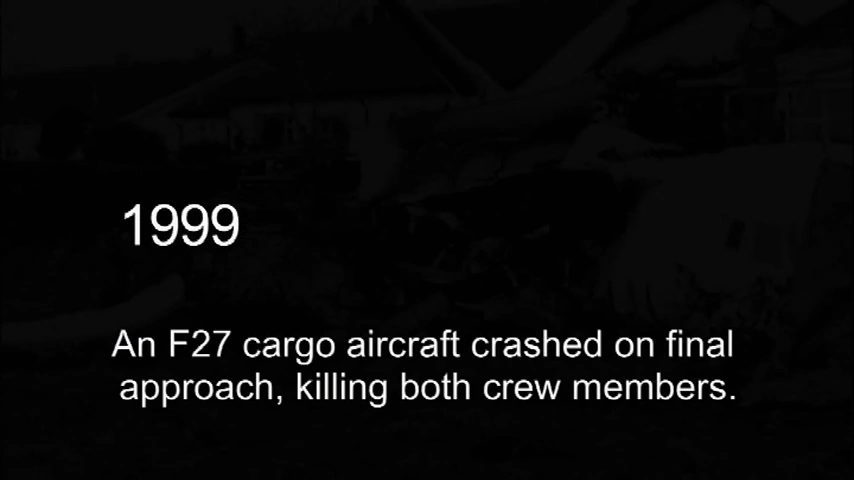 1999
An F27 cargo aircraft crashed on final
approach, killing both crew members.